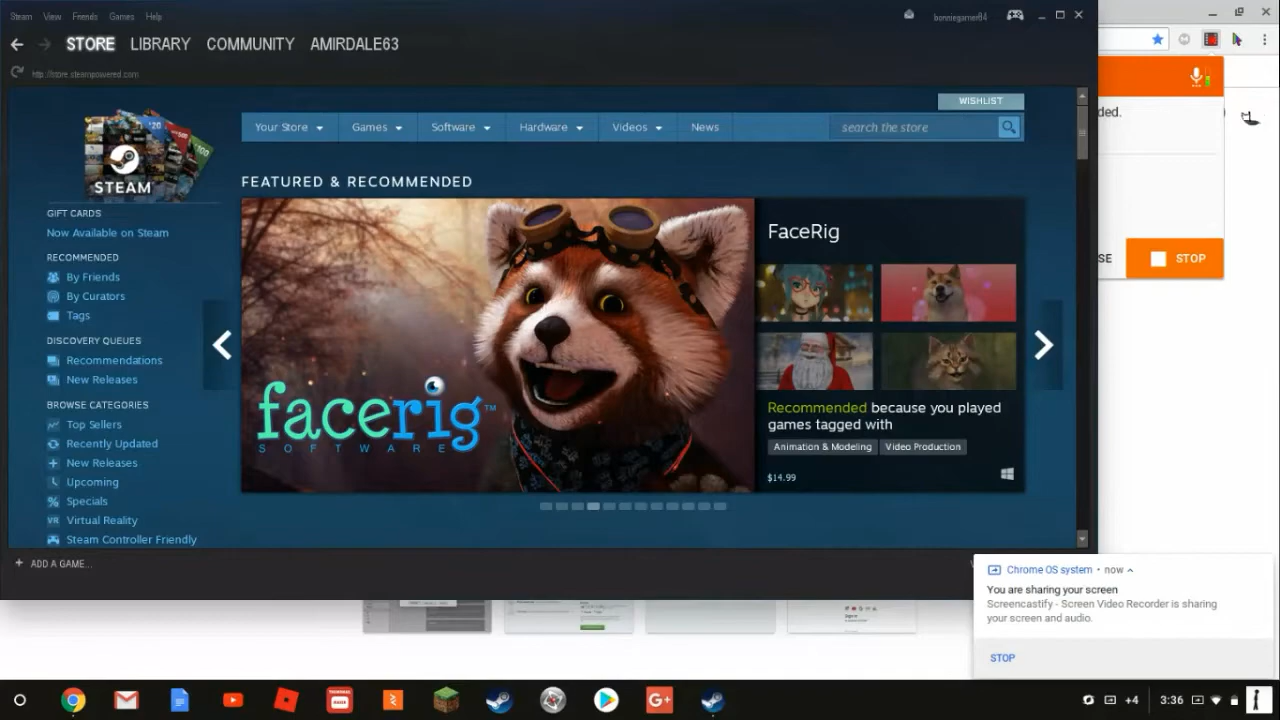 Steam View Friends Games Help
bonniegamer84
STORE LIBRARY COMMUNITY AMIRDALE63
http://store.steampowered.com
ded.
WISHLIST
Your Store Games Software Hardware Videos News search the store
$20
$100
STEAM
FEATURED & RECOMMENDED
GIFT CARDS
Now Available on Steam
RECOMMENDED
By Friends
By Curators
Tags
DISCOVERY QUEUES
Recommendations
New Releases
BROWSE CATEGORIES
Top Sellers
Recently Updated
New Releases
Upcoming
Specials
VR Virtual Reality
Steam Controller Friendly
facerig™
SOFTWARE
FaceRig
Recommended because you played
games tagged with
Animation & Modeling Video Production
$14.99
SE STOP
+ ADD A GAME...
Chrome OS system • now
You are sharing your screen
Screencastify - Screen Video Recorder is sharing
your screen and audio.
STOP
G+
+4 3:36